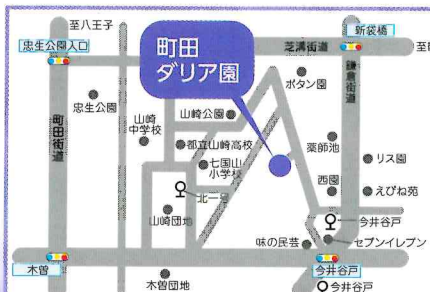 至八王子
新袋橋
忠生公園入口
町田
ダリア園
芝溝街道
至
鎌倉街道
ボタン園
忠生公園
山崎公園
山崎
中学校
町田街道
都立山崎高校
薬師池
七国山
小学校
リス園
西園
えびね苑
北一号
山崎団地
今井谷戸
味の民芸
セブンイレブン
木曽
今井谷戸
木曽団地
今井谷戸